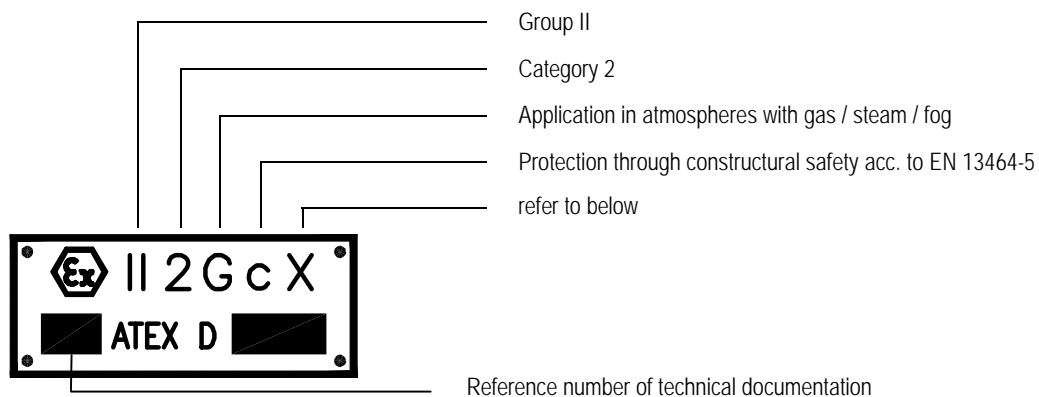 Group II
Category 2
Application in atmospheres with gas / steam / fog
Protection through constructural safety acc. to EN 13464-5
refer to below
Ex II 2 G c X
ATEX D
Reference number of technical documentation